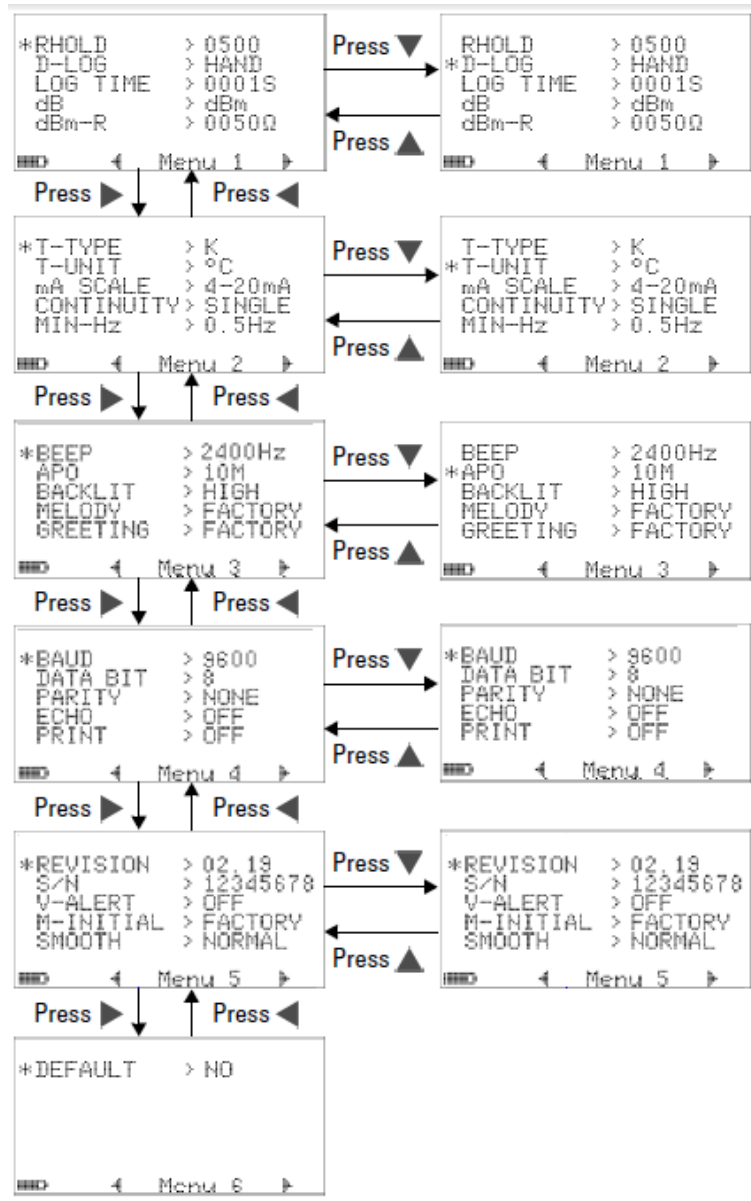 *RHOLD > 0500
D-LOG > HAND
LOG TIME > 0001S
dB > dBm
dBm-R > 0050Ω
Menu 1
Press
Press
RHOLD > 0500
*D-LOG > HAND
LOG TIME > 0001S
dB > dBm
dBm-R > 0050Ω
Menu 1
Press
Press
*T-TYPE > K
T-UNIT > °C
mA SCALE > 4-20mA
CONTINUITY > SINGLE
MIN-Hz > 0.5Hz
Menu 2
Press
Press
T-TYPE > K
*T-UNIT > °C
mA SCALE > 4-20mA
CONTINUITY > SINGLE
MIN-Hz > 0.5Hz
Menu 2
Press
Press
*BEEP > 2400Hz
APO > 10M
BACKLIT > HIGH
MELODY > FACTORY
GREETING > FACTORY
Menu 3
Press
Press
BEEP > 2400Hz
*APO > 10M
BACKLIT > HIGH
MELODY > FACTORY
GREETING > FACTORY
Menu 3
Press
Press
*BAUD > 9600
DATA BIT > 8
PARITY > NONE
ECHO > OFF
PRINT > OFF
Menu 4
Press
Press
*BAUD > 9600
DATA BIT > 8
PARITY > NONE
ECHO > OFF
PRINT > OFF
Menu 4
Press
Press
*REVISION > 02.19
S/N > 12345678
V-ALERT > OFF
M-INITIAL > FACTORY
SMOOTH > NORMAL
Menu 5
Press
Press
*REVISION > 02.19
S/N > 12345678
V-ALERT > OFF
M-INITIAL > FACTORY
SMOOTH > NORMAL
Menu 5
Press
Press
*DEFAULT > NO
Menu 6